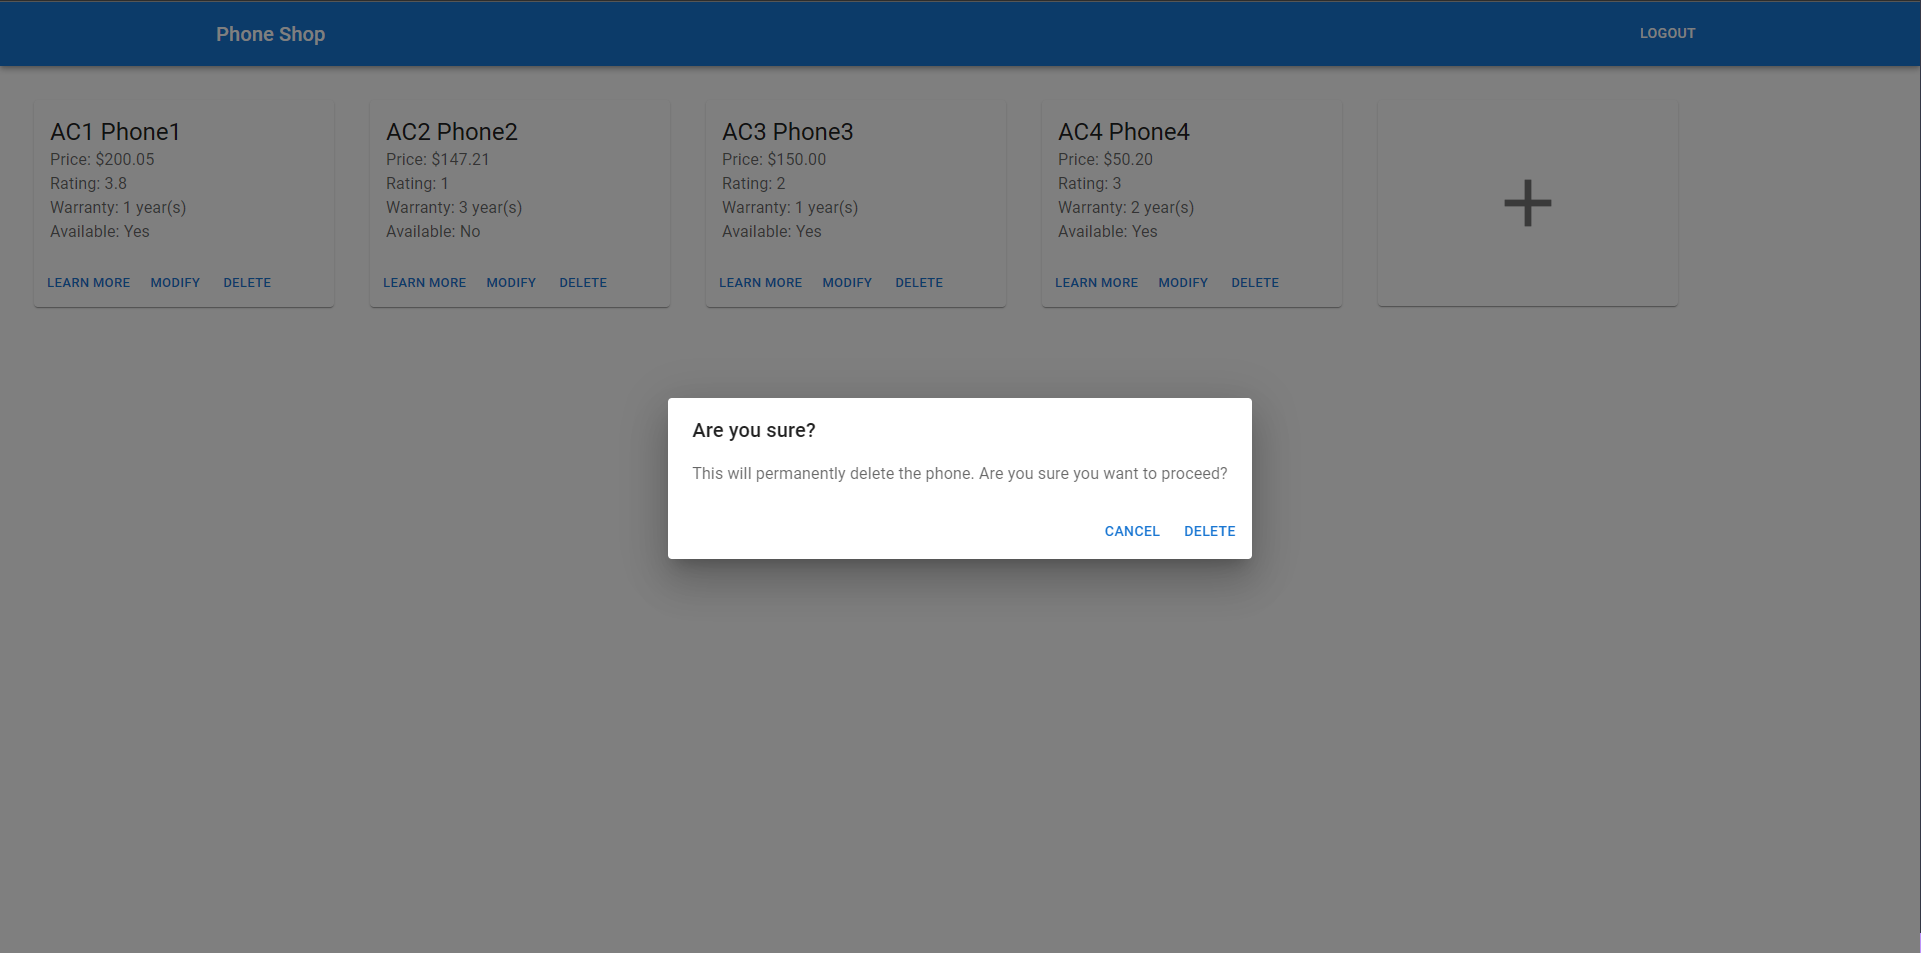 Phone Shop
LOGOUT
AC1 Phone1
Price: $200.05
Rating: 3.8
Warranty: 1 year(s)
Available: Yes
LEARN MORE MODIFY DELETE
AC2 Phone2
Price: $147.21
Rating: 1
Warranty: 3 year(s)
Available: No
LEARN MORE MODIFY DELETE
AC3 Phone3
Price: $150.00
Rating: 2
Warranty: 1 year(s)
Available: Yes
LEARN MORE MODIFY DELETE
AC4 Phone4
Price: $50.20
Rating: 3
Warranty: 2 year(s)
Available: Yes
LEARN MORE MODIFY DELETE
Are you sure?
This will permanently delete the phone. Are you sure you want to proceed?
CANCEL DELETE